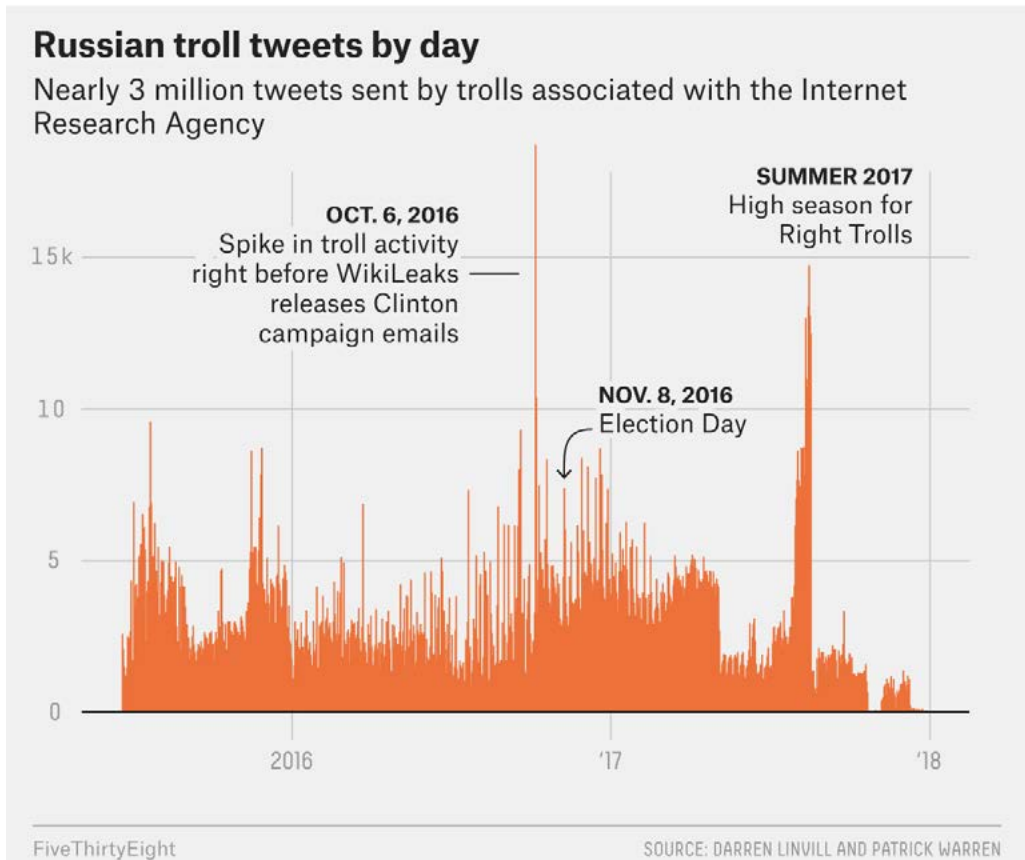 Russian troll tweets by day
Nearly 3 million tweets sent by trolls associated with the Internet
Research Agency
OCT. 6, 2016
Spike in troll activity
right before WikiLeaks
releases Clinton
campaign emails
SUMMER 2017
High season for
Right Trolls
NOV. 8, 2016
Election Day
15k
10
5
0
2016
‘17
‘18
FiveThirtyEight
SOURCE: DARREN LINVILL AND PATRICK WARREN